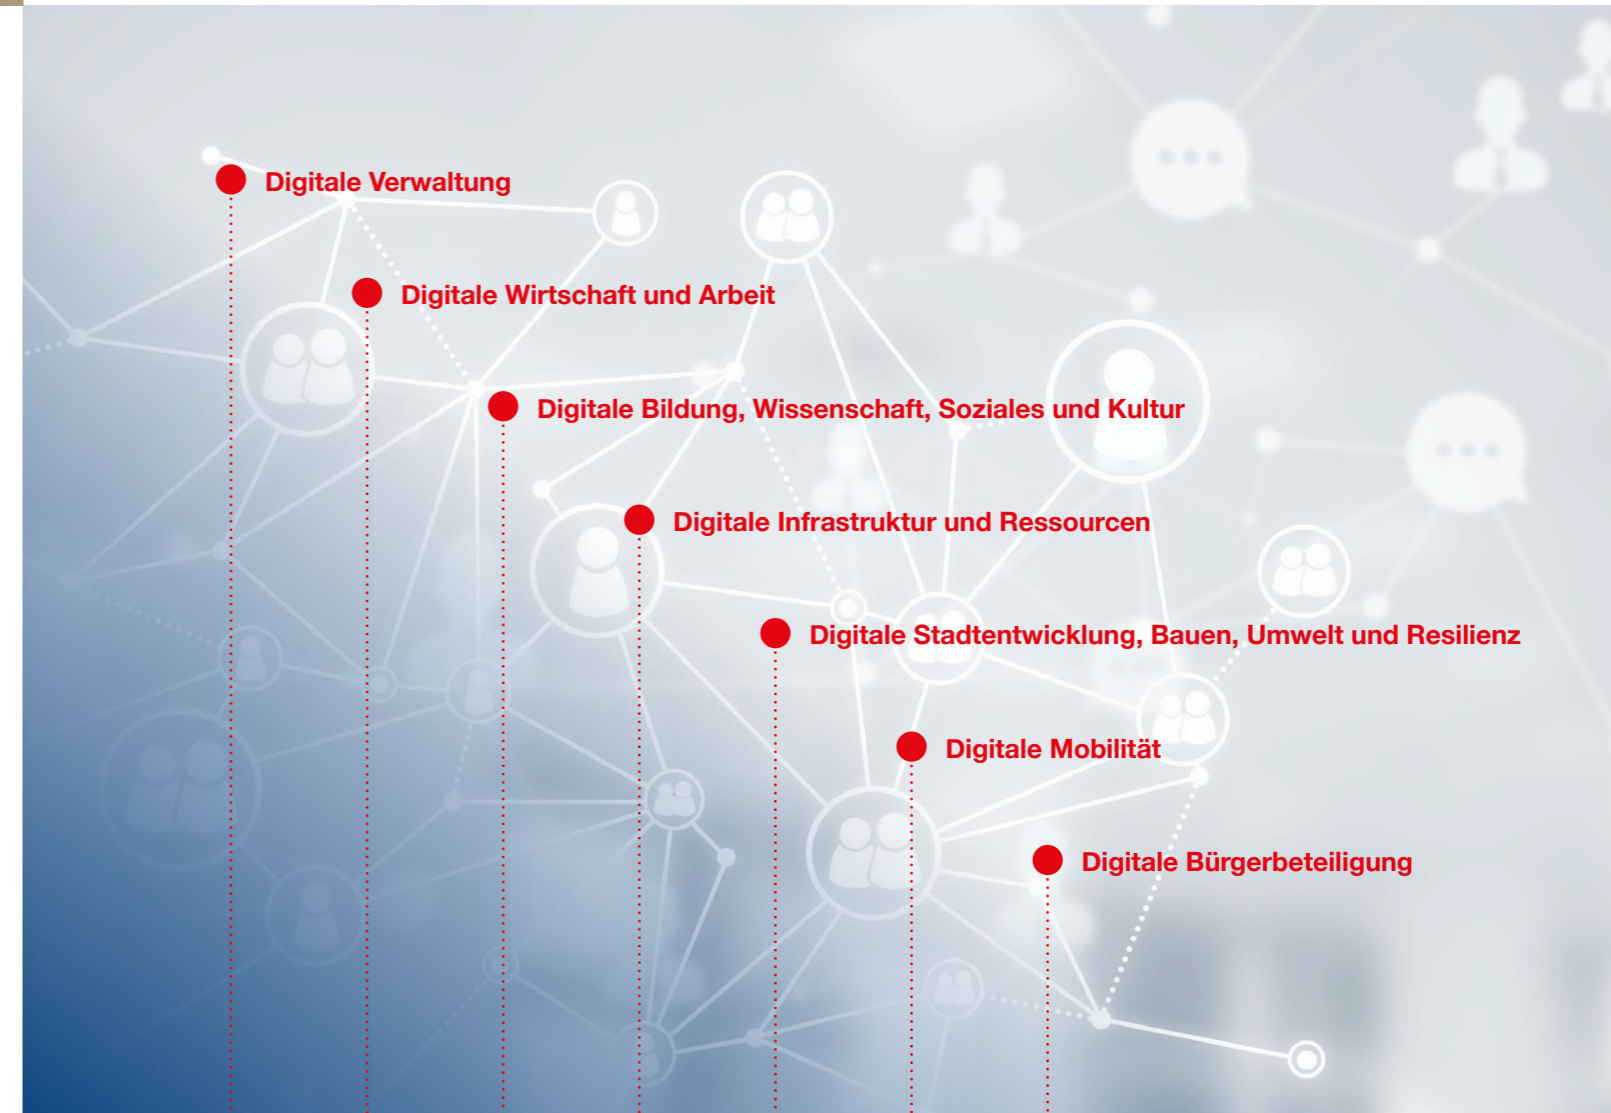 Digitale Verwaltung
Digitale Wirtschaft und Arbeit
Digitale Bildung, Wissenschaft, Soziales und Kultur
Digitale Infrastruktur und Ressourcen
Digitale Stadtentwicklung, Bauen, Umwelt und Resilienz
Digitale Mobilität
Digitale Bürgerbeteiligung